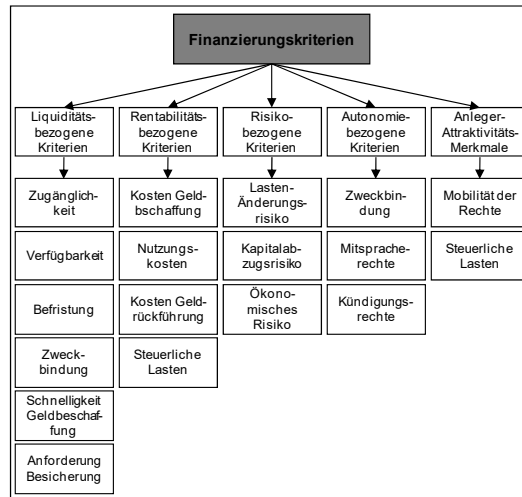 Finanzierungskriterien
Liquiditäts-
bezogene
Kriterien
Rentabilitäts-
bezogene
Kriterien
Risiko-
bezogene
Kriterien
Autonomie-
bezogene
Kriterien
Anleger-
Attraktivitäts-
Merkmale
Zugänglich-
keit
Kosten Geld-
bschaffung
Lasten-
Änderungs-
risiko
Zweckbin-
dung
Mobilität der
Rechte
Verfügbarkeit
Nutzungs-
kosten
Kapitalab-
zugsrisiko
Mitsprache-
rechte
Steuerliche
Lasten
Befristung
Kosten Geld-
rückführung
Ökono-
misches
Risiko
Kündigungs-
rechte
Zweck-
bindung
Steuerliche
Lasten
Schnelligkeit
Geldbeschaf-
fung
Anforderung
Besicherung